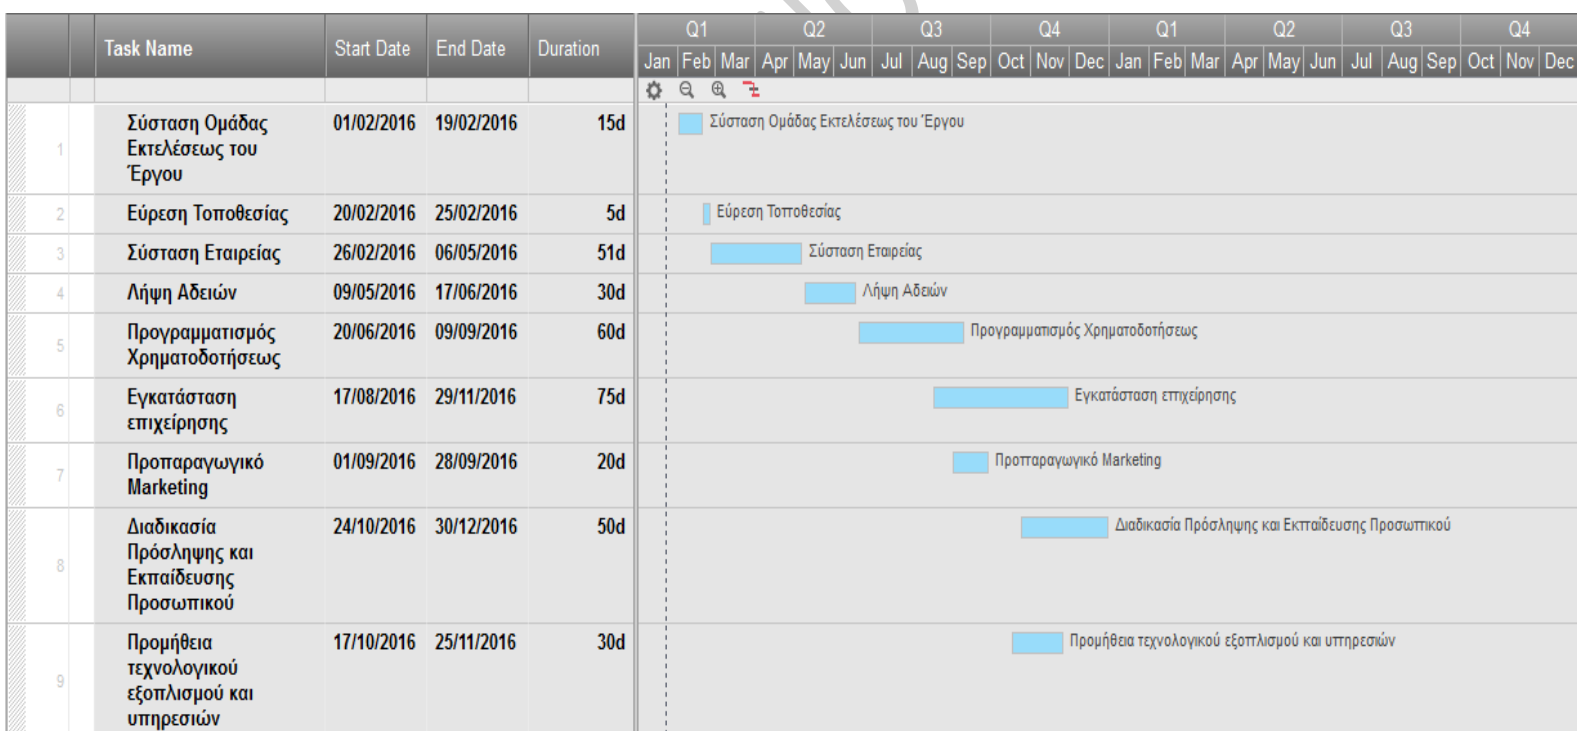 Q1 Q2 Q3 Q4 Q1 Q2 Q3 Q4
Task Name Start Date End Date Duration
Jan Feb Mar Apr May Jun Jul Aug Sep Oct Nov Dec Jan Feb Mar Apr May Jun Jul Aug Sep Oct Nov Dec
1 Σύσταση Ομάδας 01/02/2016 19/02/2016 15d Σύσταση Ομάδας Εκτελέσεως του Έργου
Εκτελέσεως του
Έργου
2 Εύρεση Τοποθεσίας 20/02/2016 25/02/2016 5d Εύρεση Τοποθεσίας
3 Σύσταση Εταιρείας 26/02/2016 06/05/2016 51d Σύσταση Εταιρείας
4 Λήψη Αδειών 09/05/2016 17/06/2016 30d Λήψη Αδειών
5 Προγραμματισμός 20/06/2016 09/09/2016 60d Προγραμματισμός Χρηματοδοτήσεως
Χρηματοδοτήσεως
6 Εγκατάσταση 17/08/2016 29/11/2016 75d Εγκατάσταση επιχείρησης
επιχείρησης
7 Προπαραγωγικό 01/09/2016 28/09/2016 20d Προπαραγωγικό Marketing
Marketing
8 Διαδικασία 24/10/2016 30/12/2016 50d Διαδικασία Πρόσληψης και Εκπαίδευσης Προσωπικού
Πρόσληψης και
Εκπαίδευσης
Προσωπικού
9 Προμήθεια 17/10/2016 25/11/2016 30d Προμήθεια τεχνολογικού εξοπλισμού και υπηρεσιών
τεχνολογικού
εξοπλισμού και
υπηρεσιών